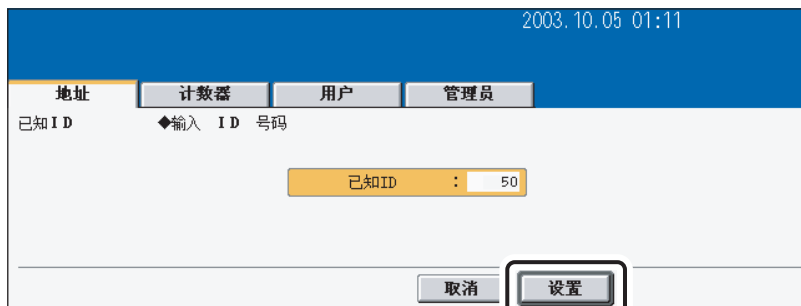 2003.10.05 01:11
地址 计数器 用户 管理员
已知ID ◆输入 ID 号码
已知ID : 50
取消 设置